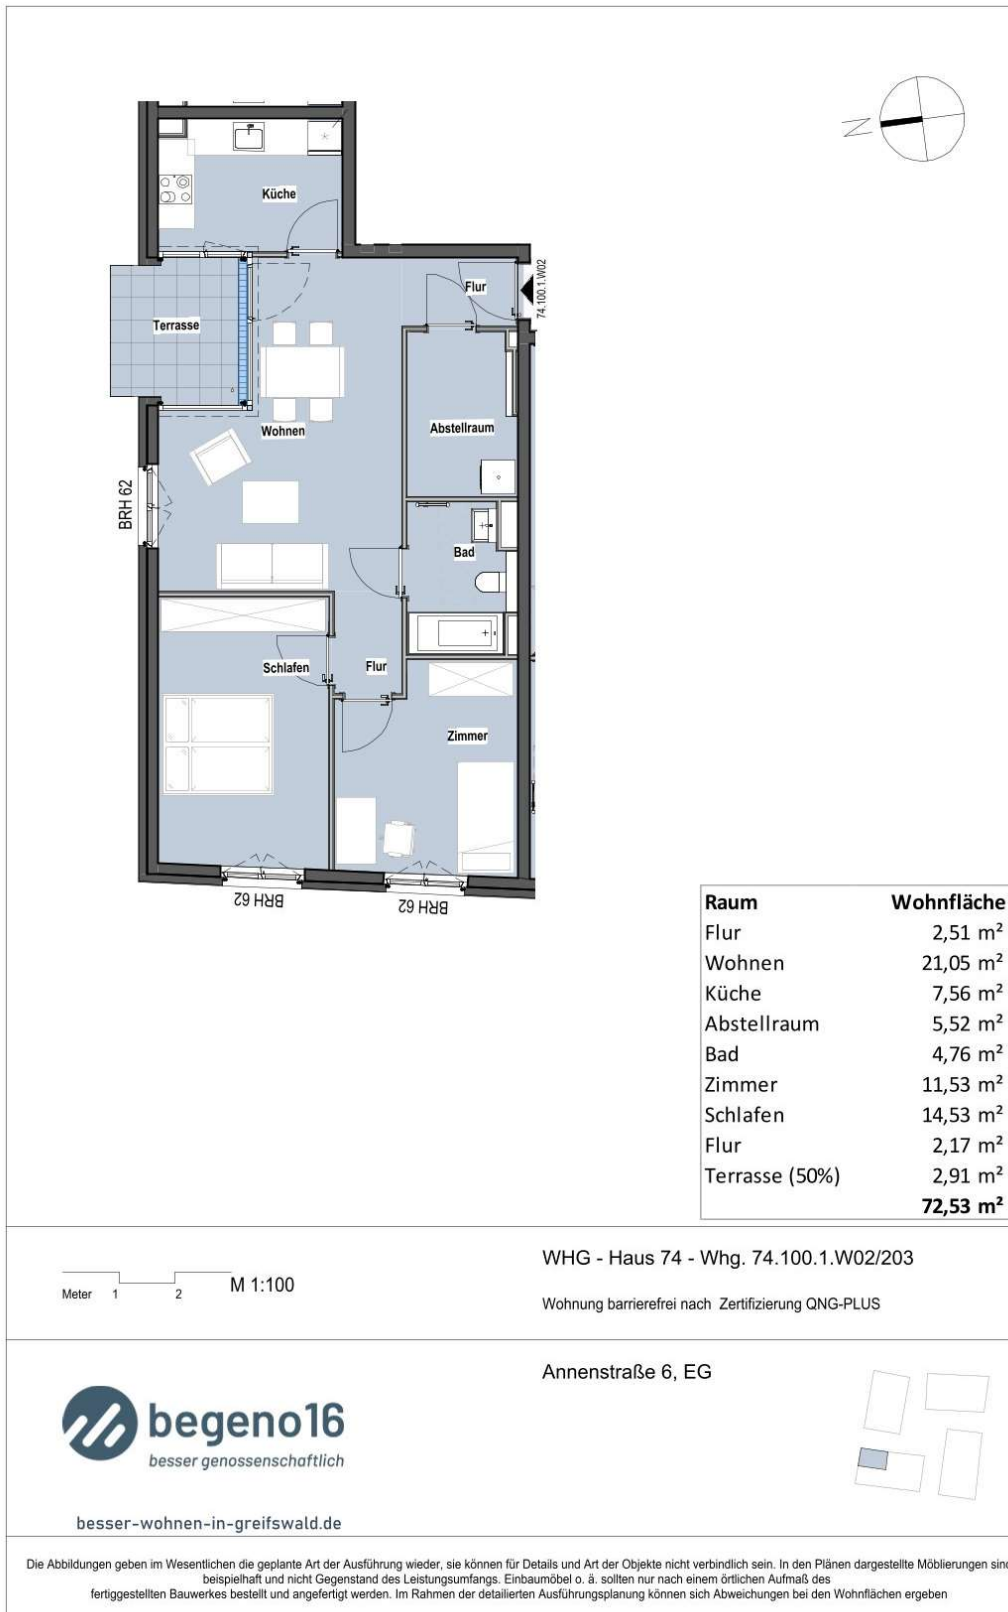 N
Küche
Flur
74.100.1.W02
Terrasse
Wohnen
Abstellraum
BRH 62
Bad
Schlafen
Flur
Zimmer
BRH 62
BRH 62
Raum Wohnfläche
Flur 2,51 m²
Wohnen 21,05 m²
Küche 7,56 m²
Abstellraum 5,52 m²
Bad 4,76 m²
Zimmer 11,53 m²
Schlafen 14,53 m²
Flur 2,17 m²
Terrasse (50%) 2,91 m²
72,53 m²
Meter 1 2 M 1:100
WHG - Haus 74 - Whg. 74.100.1.W02/203
Wohnung barrierefrei nach Zertifizierung QNG-PLUS
Annenstraße 6, EG
begeno16
besser genossenschaftlich
besser-wohnen-in-greifswald.de
Die Abbildungen geben im Wesentlichen die geplante Art der Ausführung wieder, sie können für Details und Art der Objekte nicht verbindlich sein. In den Plänen dargestellte Möblierungen sind
beispielhaft und nicht Gegenstand des Leistungsumfangs. Einbaumöbel o. ä. sollten nur nach einem örtlichen Aufmaß des
fertiggestellten Bauwerkes bestellt und angefertigt werden. Im Rahmen der detailierten Ausführungsplanung können sich Abweichungen bei den Wohnflächen ergeben